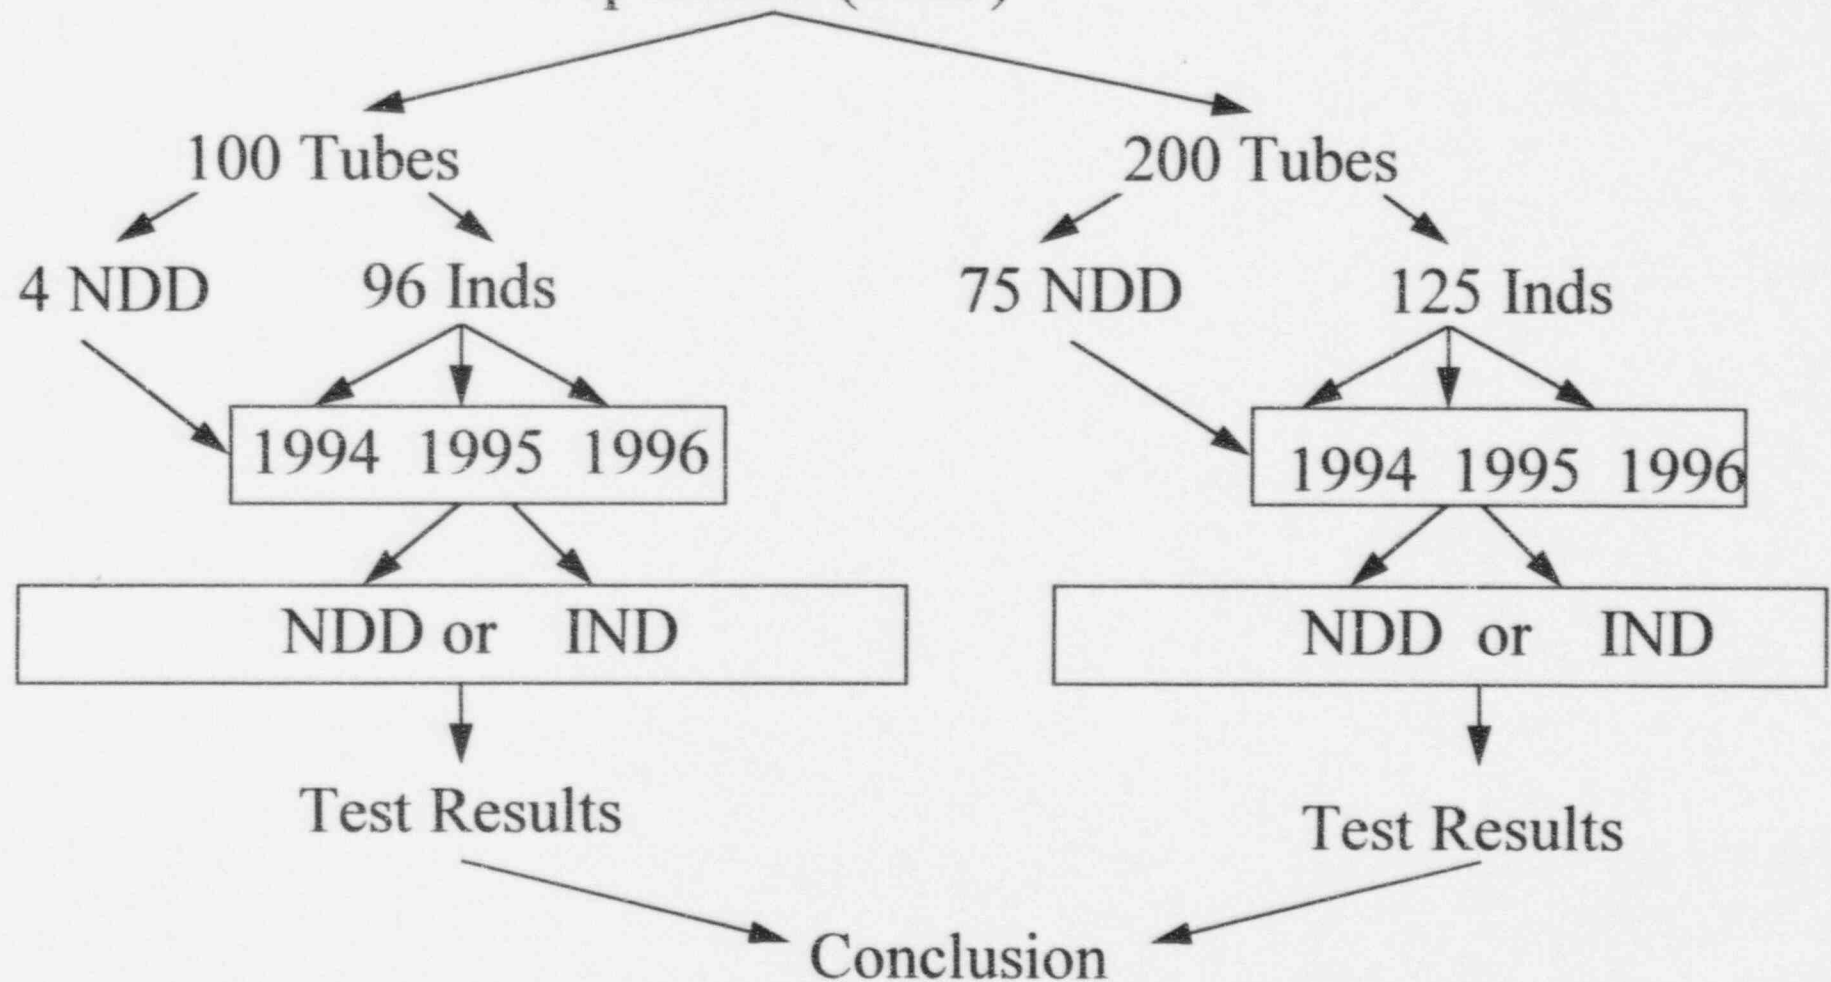 100 Tubes
200 Tubes
4 NDD
96 Inds
75 NDD
125 Inds
1994 1995 1996
1994 1995 1996
NDD or IND
NDD or IND
Test Results
Test Results
Conclusion